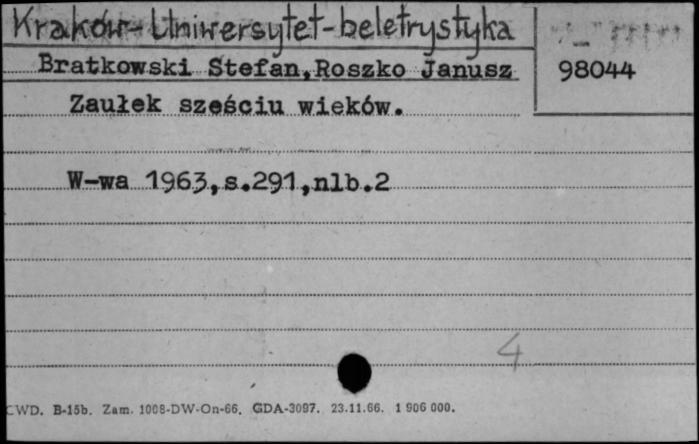 Kraków-Uniwersytet-beletrystyka
Bratkowski Stefan,Roszko Janusz
98044
Zaułek sześciu wieków.
W-wa 1963,s.291,nlb.2
4
CWD. B-15b. Zam. 1008-DW-On-66. GDA-3097. 23.11.66. 1 906 000.